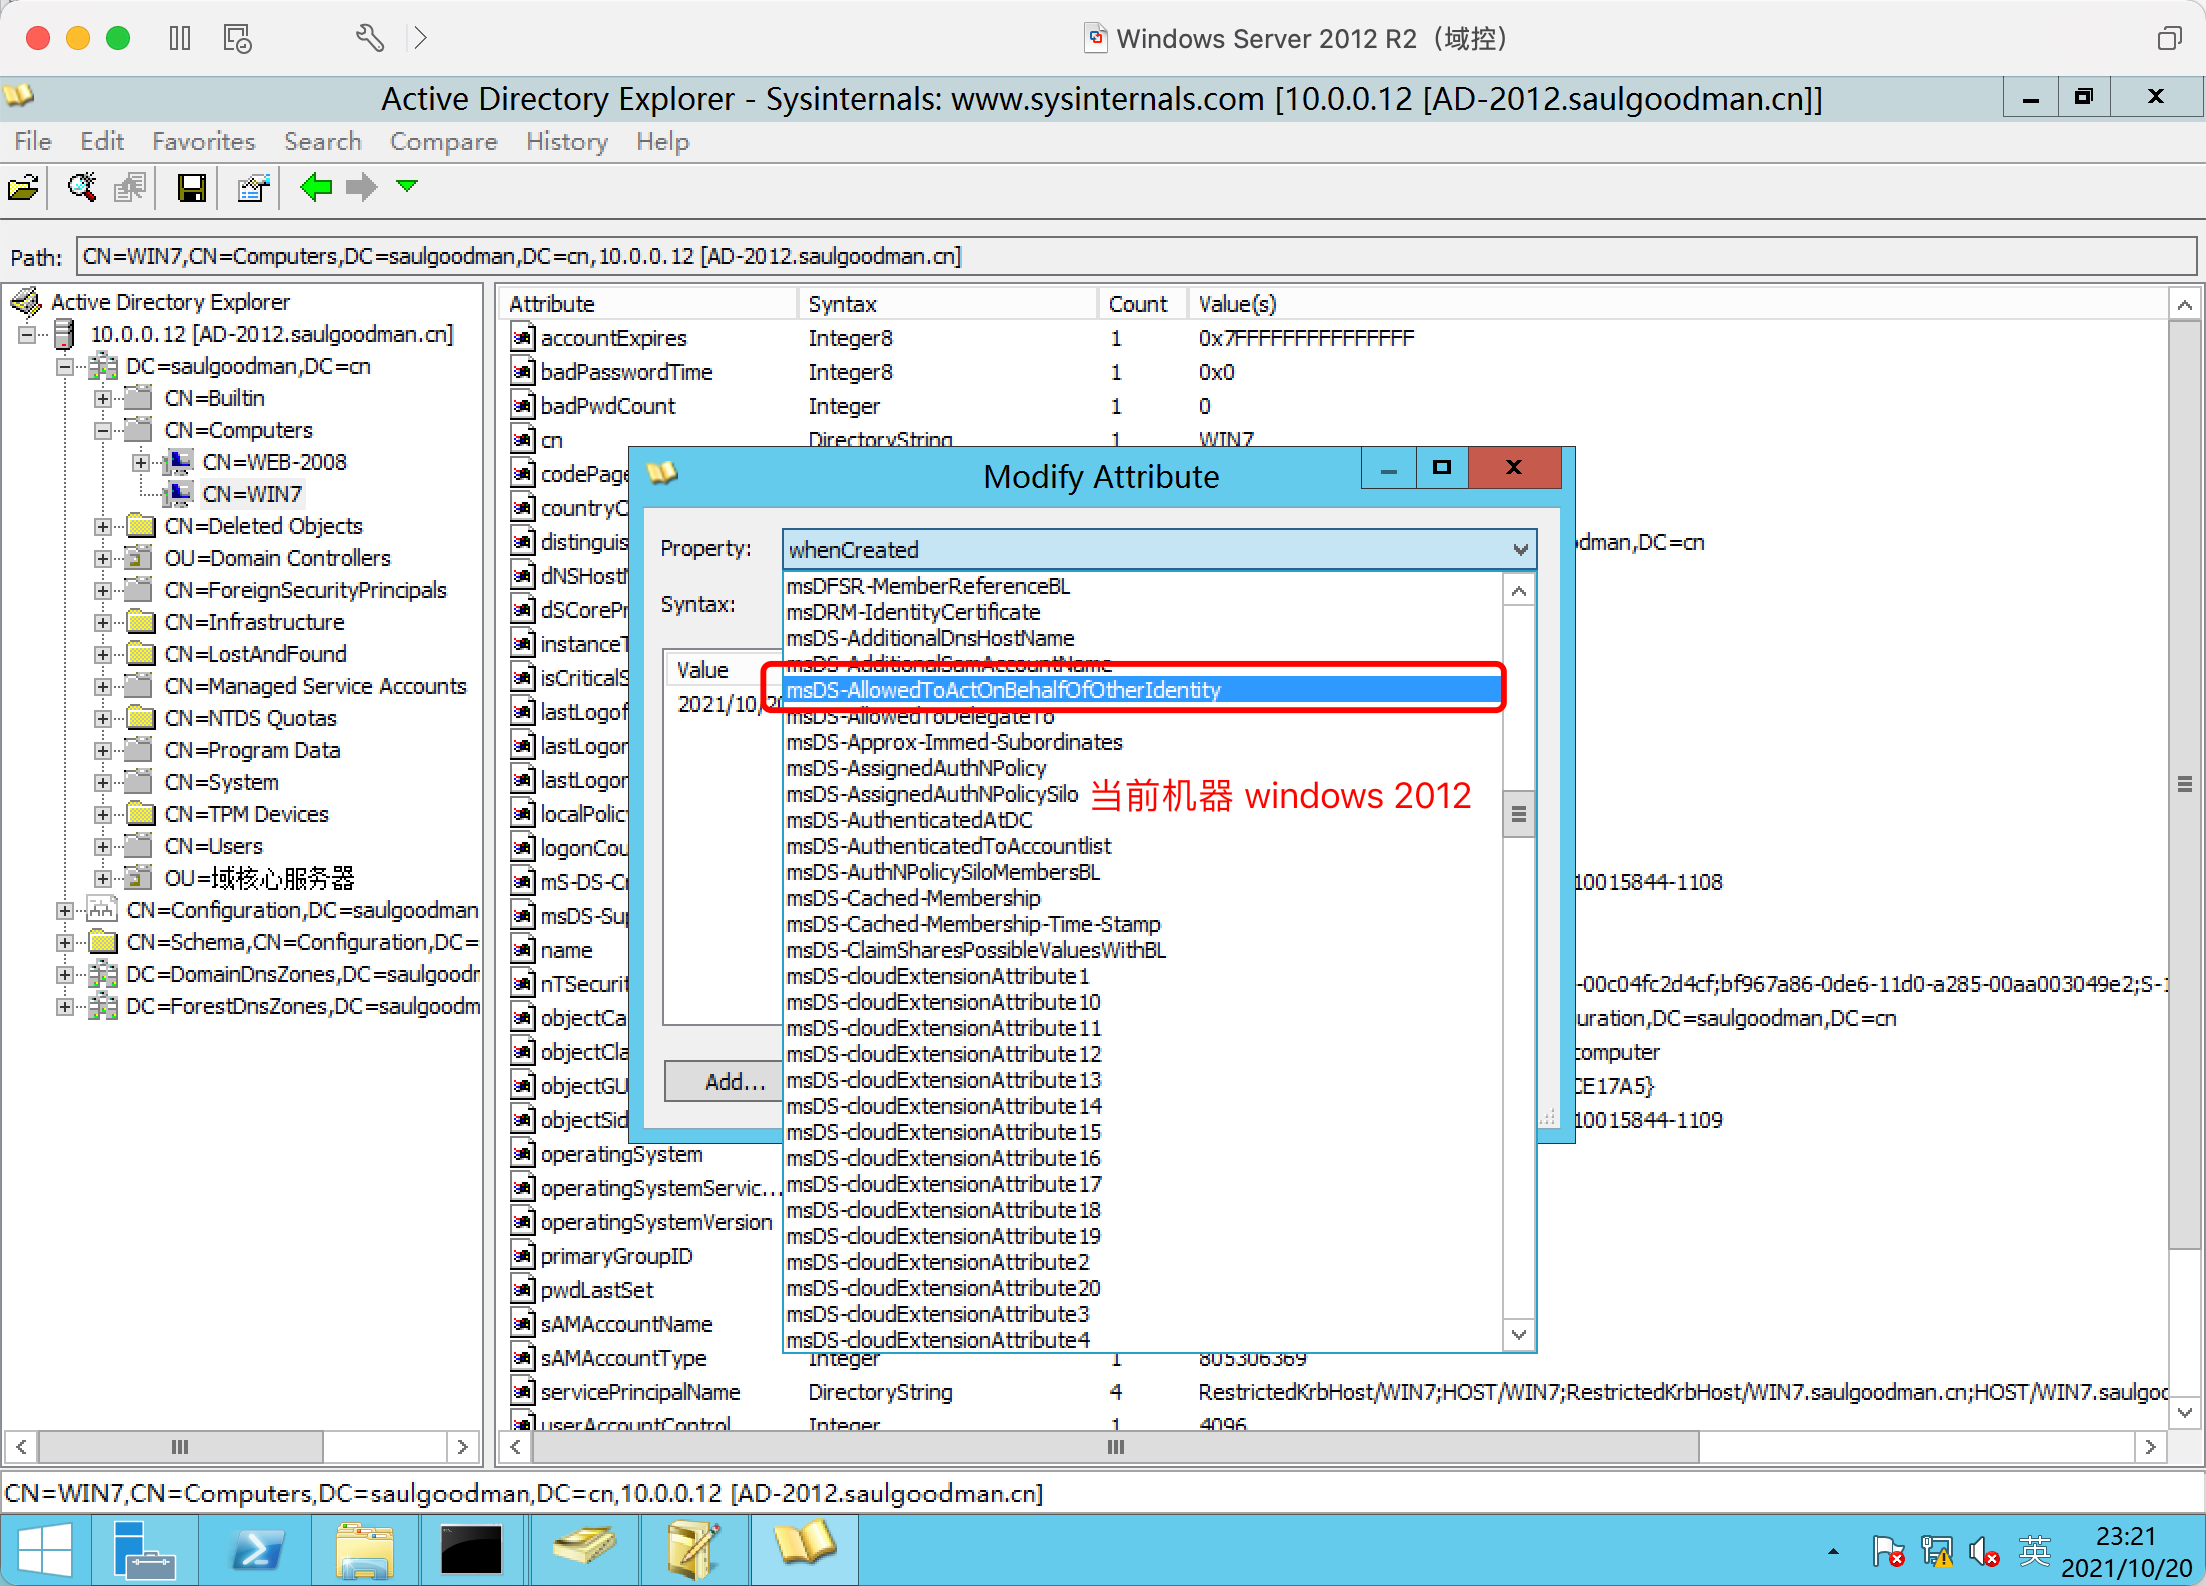 Windows Server 2012 R2（域控）
Active Directory Explorer - Sysinternals: www.sysinternals.com [10.0.0.12 [AD-2012.saulgoodman.cn]]
File Edit Favorites Search Compare History Help
Path: CN=WIN7,CN=Computers,DC=saulgoodman,DC=cn,10.0.0.12 [AD-2012.saulgoodman.cn]
Active Directory Explorer
10.0.0.12 [AD-2012.saulgoodman.cn]
DC=saulgoodman,DC=cn
CN=Builtin
CN=Computers
CN=WEB-2008
CN=WIN7
CN=Deleted Objects
OU=Domain Controllers
CN=ForeignSecurityPrincipals
CN=Infrastructure
CN=LostAndFound
CN=Managed Service Accounts
CN=NTDS Quotas
CN=Program Data
CN=System
CN=TPM Devices
CN=Users
OU=域核心服务器
CN=Configuration,DC=saulgoodman
CN=Schema,CN=Configuration,DC=
DC=DomainDnsZones,DC=saulgoodn
DC=ForestDnsZones,DC=saulgoodm
Attribute Syntax Count Value(s)
accountExpires Integer8 1 0x7FFFFFFFFFFFFFFF
badPasswordTime Integer8 1 0x0
badPwdCount Integer 1 0
cn DirectoryString 1 WIN7
codePage
countryC
distinguis dman,DC=cn
dNSHostN
dSCorePr
instanceT
isCriticalS
lastLogof
lastLogor
lastLogor
localPolic
logonCou
mS-DS-Cr 10015844-1108
msDS-Sup
name
nTSecurit -00c04fc2d4cf;bf967a86-0de6-11d0-a285-00aa003049e2;S-1
objectCa uration,DC=saulgoodman,DC=cn
objectCla computer
objectGU CE17A5}
objectSid 10015844-1109
operatingSystem
operatingSystemServic...
operatingSystemVersion
primaryGroupID
pwdLastSet
sAMAccountName
sAMAccountType Integer 1 805306369
servicePrincipalName DirectoryString 4 RestrictedKrbHost/WIN7;HOST/WIN7;RestrictedKrbHost/WIN7.saulgoodman.cn;HOST/WIN7.saulgoo
userAccountControl Integer 1 4096
Modify Attribute
Property: whenCreated
Syntax:
Value
2021/10/20
Add...
msDFSR-MemberReferenceBL
msDRM-IdentityCertificate
msDS-AdditionalDnsHostName
msDS-AdditionalSamAccountName
msDS-AllowedToActOnBehalfOfOtherIdentity
msDS-AllowedToDelegateTo
msDS-Approx-Immed-Subordinates
msDS-AssignedAuthNPolicy
msDS-AssignedAuthNPolicySilo
当前机器 windows 2012
msDS-AuthenticatedAtDC
msDS-AuthenticatedToAccountlist
msDS-AuthNPolicySiloMembersBL
msDS-Cached-Membership
msDS-Cached-Membership-Time-Stamp
msDS-ClaimSharesPossibleValuesWithBL
msDS-cloudExtensionAttribute1
msDS-cloudExtensionAttribute10
msDS-cloudExtensionAttribute11
msDS-cloudExtensionAttribute12
msDS-cloudExtensionAttribute13
msDS-cloudExtensionAttribute14
msDS-cloudExtensionAttribute15
msDS-cloudExtensionAttribute16
msDS-cloudExtensionAttribute17
msDS-cloudExtensionAttribute18
msDS-cloudExtensionAttribute19
msDS-cloudExtensionAttribute2
msDS-cloudExtensionAttribute20
msDS-cloudExtensionAttribute3
msDS-cloudExtensionAttribute4
CN=WIN7,CN=Computers,DC=saulgoodman,DC=cn,10.0.0.12 [AD-2012.saulgoodman.cn]
英
23:21
2021/10/20